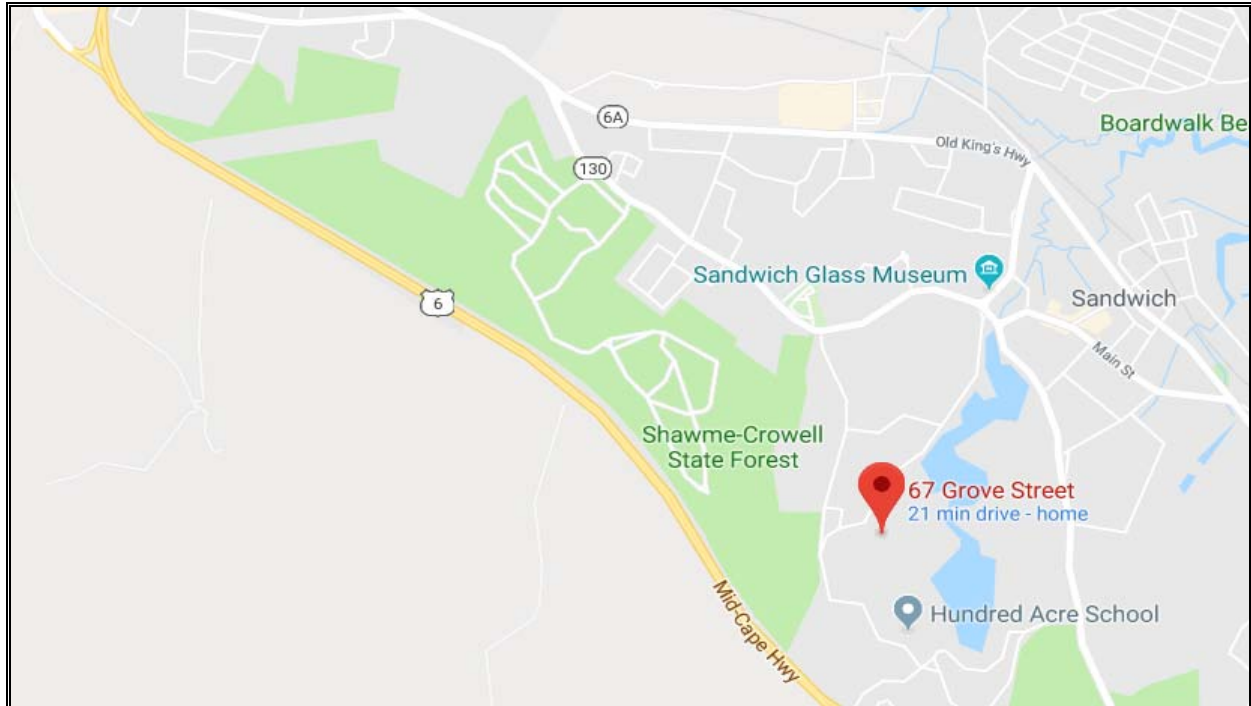 6A
Boardwalk Be
Old King's Hwy
130
Sandwich Glass Museum
Sandwich
6
Main St
Shawme-Crowell
State Forest
67 Grove Street
21 min drive - home
Mid-Cape Hwy
Hundred Acre School